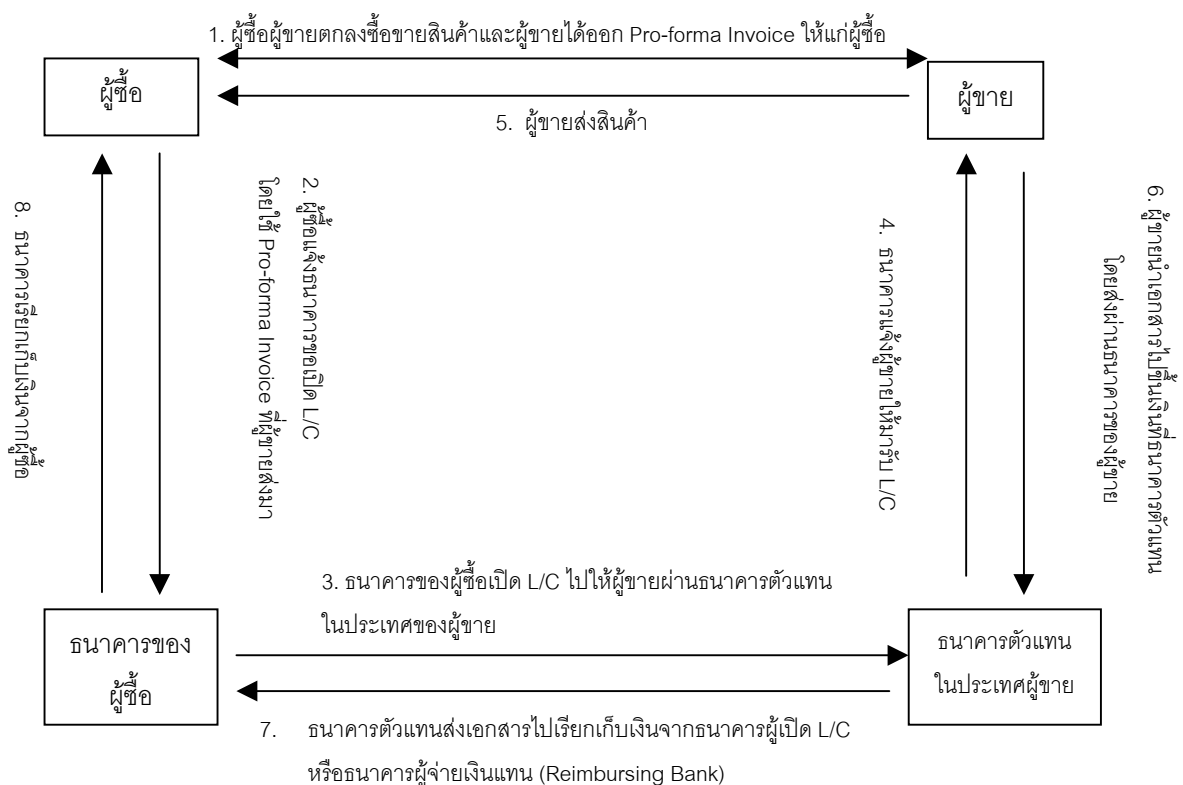 1. ผู้ซื้อผู้ขายตกลงซื้อขายสินค้าและผู้ขายได้ออก Pro-forma Invoice ให้แก่ผู้ซื้อ
ผู้ซื้อ
ผู้ขาย
5. ผู้ขายส่งสินค้า
8. ธนาคารเรียกเก็บเงินจากผู้ซื้อ
2. ผู้ซื้อแจ้งธนาคารขอเปิด L/C
โดยใช้ Pro-forma Invoice ที่ผู้ขายส่งมา
4. ธนาคารแจ้งผู้ขายให้มารับ L/C
6. ผู้ขายนำเอกสารไปขึ้นเงินที่ธนาคารตัวแทน
โดยส่งผ่านธนาคารของผู้ขาย
3. ธนาคารของผู้ซื้อเปิด L/C ไปให้ผู้ขายผ่านธนาคารตัวแทน
ในประเทศของผู้ขาย
ธนาคารของ
ผู้ซื้อ
ธนาคารตัวแทน
ในประเทศผู้ขาย
7. ธนาคารตัวแทนส่งเอกสารไปเรียกเก็บเงินจากธนาคารผู้เปิด L/C
หรือธนาคารผู้จ่ายเงินแทน (Reimbursing Bank)